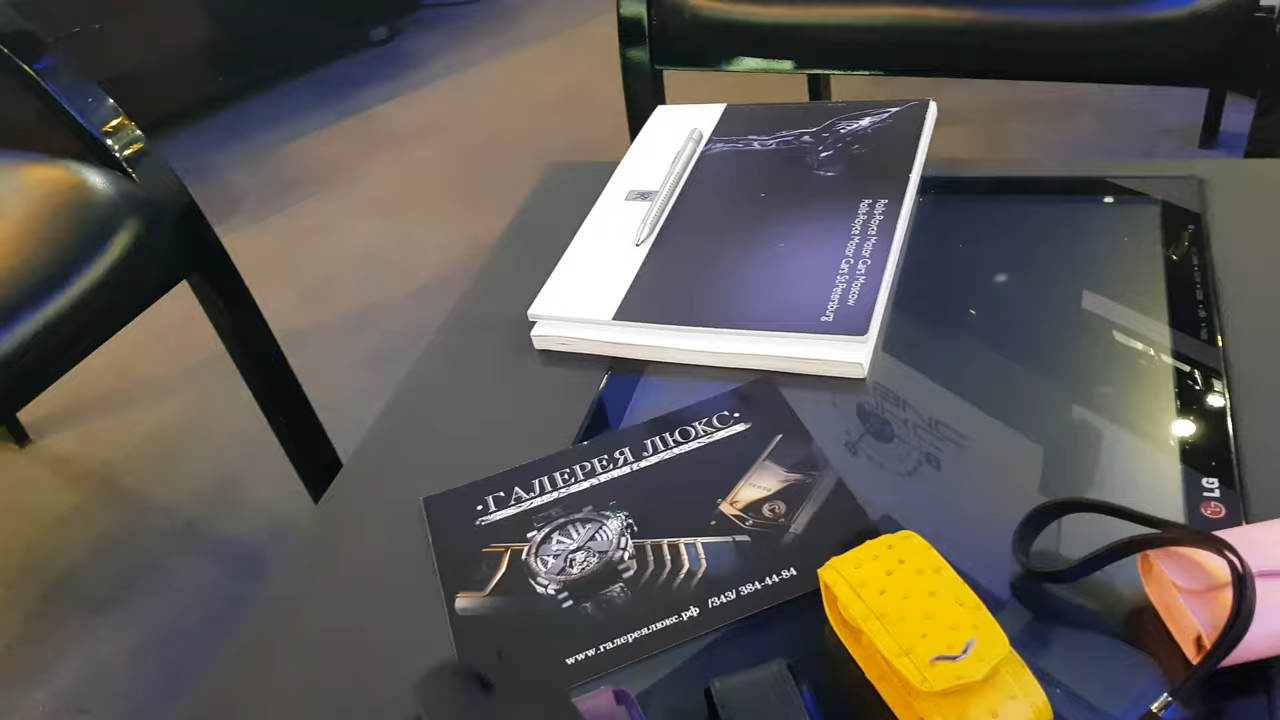 Rolls-Royce Motor Cars Moscow
Rolls-Royce Motor Cars St.Petersburg
·ГАЛЕРЕЯ ЛЮКС·
www.галереялюкс.рф /343/ 384-44-84
LG